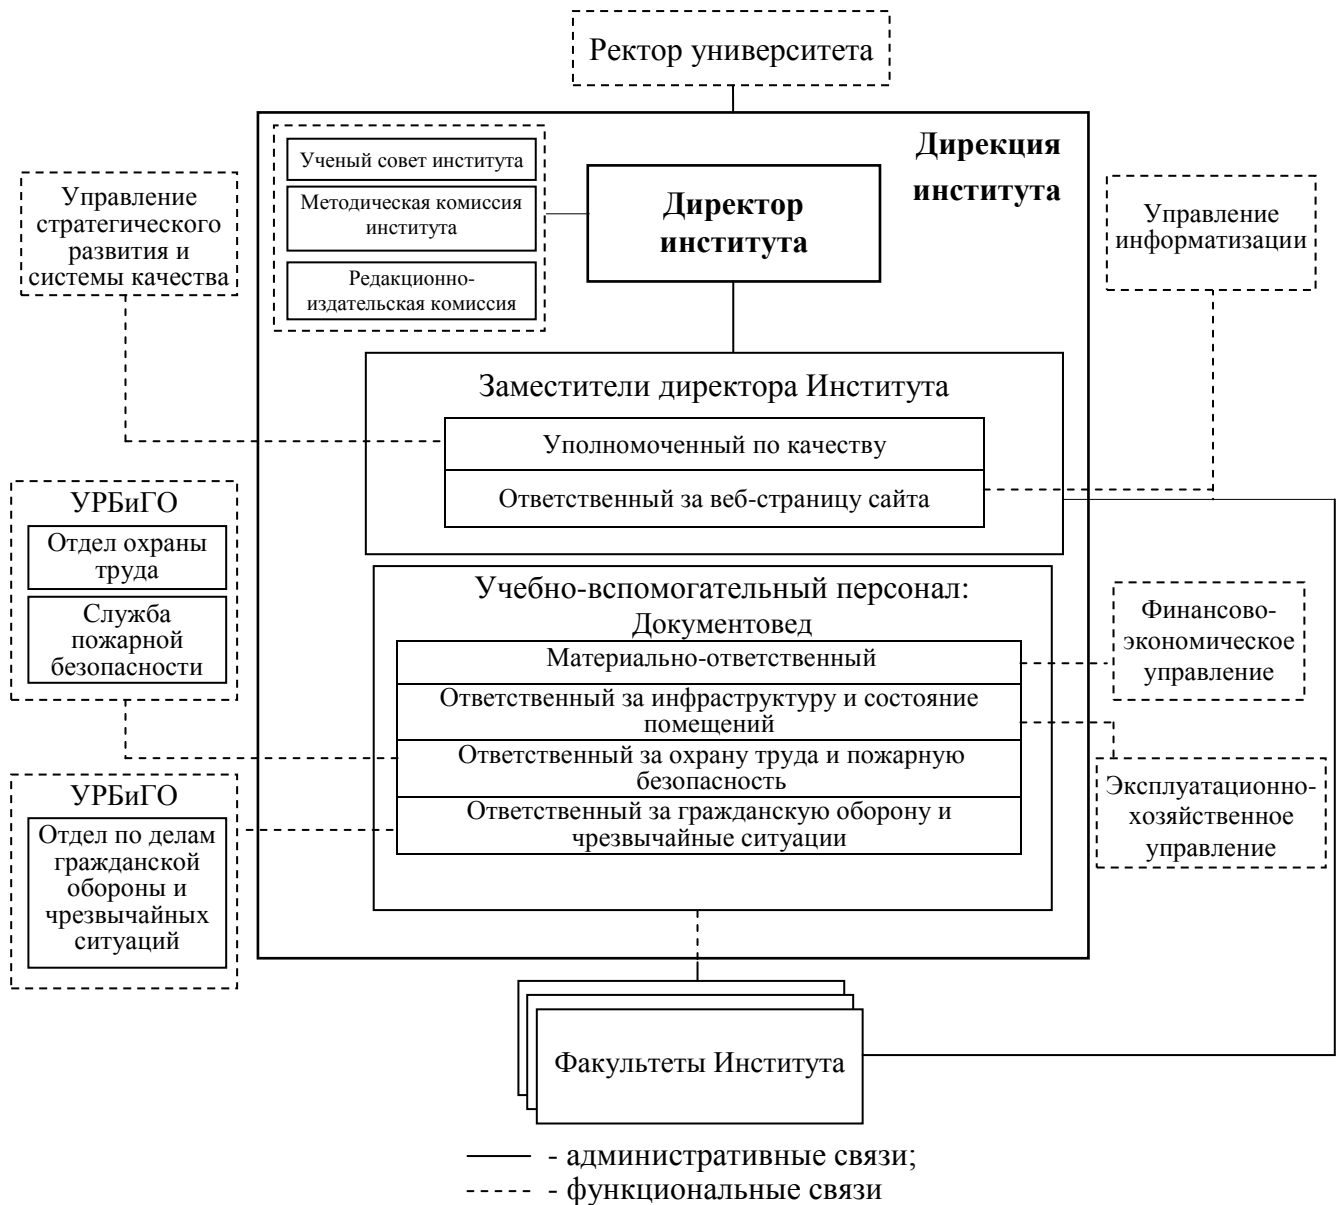 Ректор университета
Дирекция
института
Ученый совет института
Методическая комиссия
института
Редакционно-
издательская комиссия
Директор
института
Управление
стратегического
развития и
системы качества
Управление
информатизации
Заместители директора Института
Уполномоченный по качеству
Ответственный за веб-страницу сайта
УРБиГО
Отдел охраны
труда
Служба
пожарной
безопасности
Учебно-вспомогательный персонал:
Документовед
Материально-ответственный
Ответственный за инфраструктуру и состояние
помещений
Ответственный за охрану труда и пожарную
безопасность
Ответственный за гражданскую оборону и
чрезвычайные ситуации
Финансово-
экономическое
управление
Эксплуатационно-
хозяйственное
управление
УРБиГО
Отдел по делам
гражданской
обороны и
чрезвычайных
ситуаций
Факультеты Института
- административные связи;
- функциональные связи